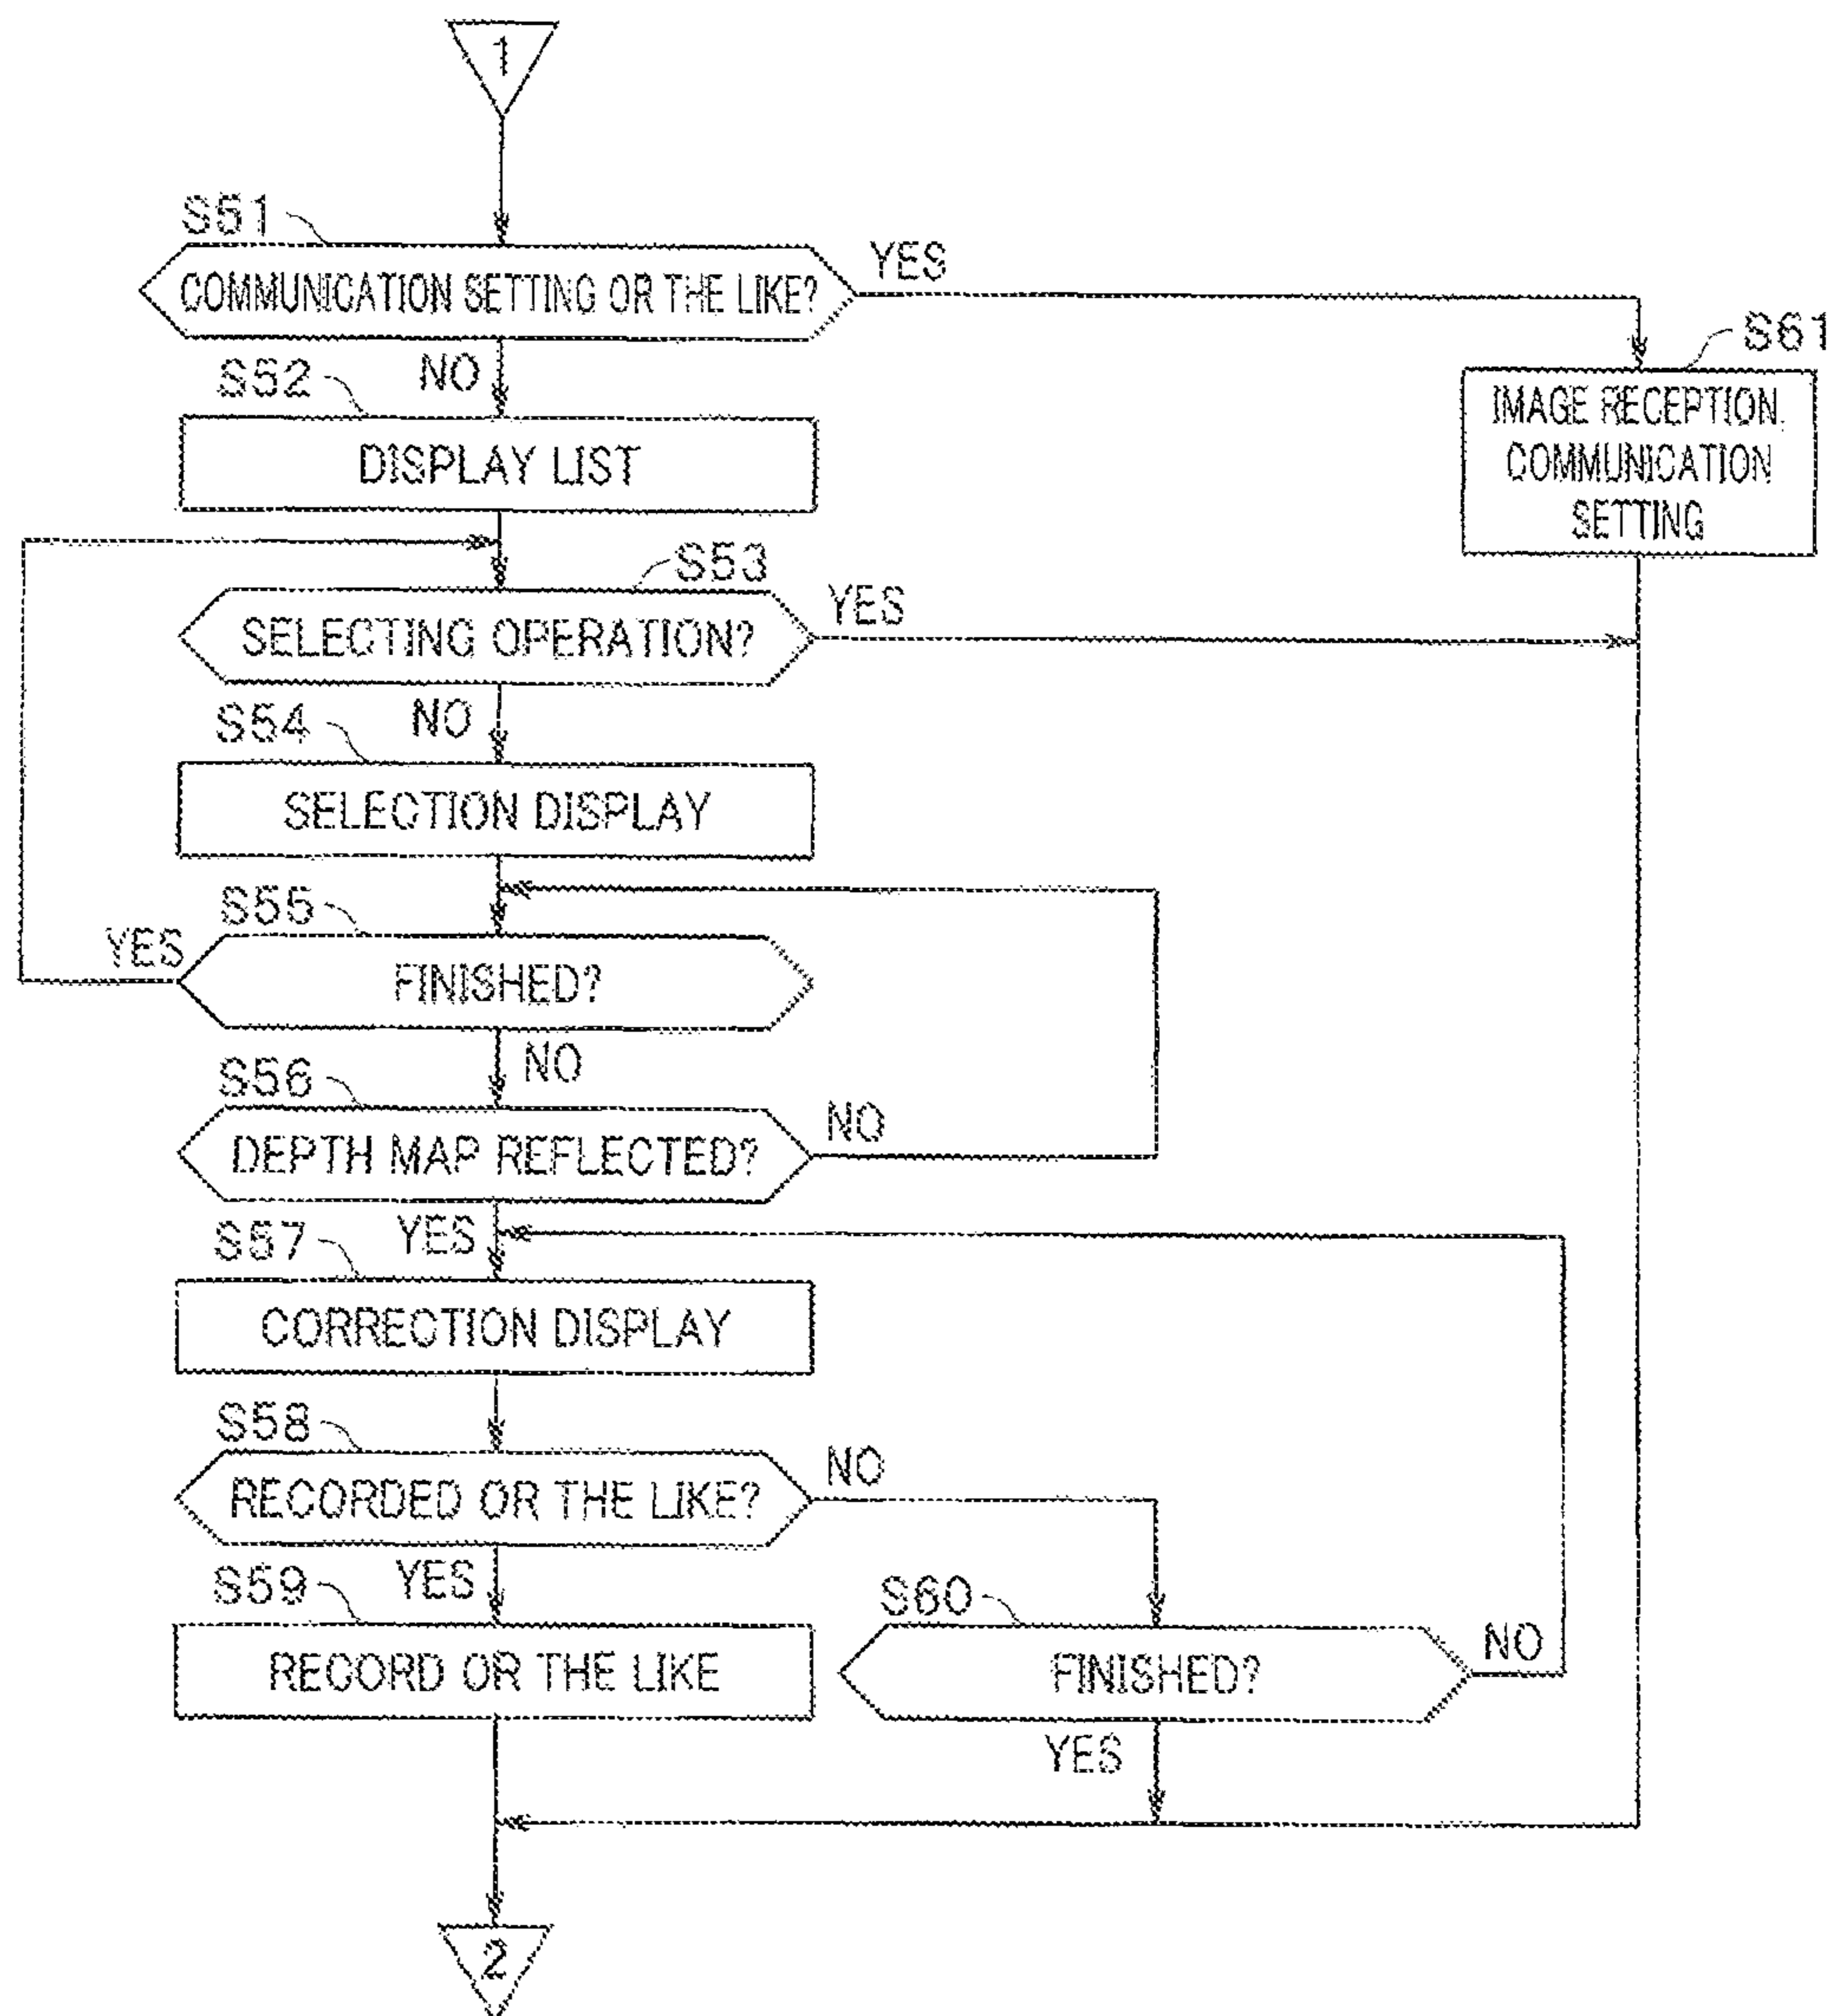 1
S51
COMMUNICATION SETTING OR THE LIKE?
YES
NO
S61
IMAGE RECEPTION
COMMUNICATION
SETTING
S52
DISPLAY LIST
S53
SELECTING OPERATION?
YES
NO
S54
SELECTION DISPLAY
S55
YES
FINISHED?
NO
S56
DEPTH MAP REFLECTED?
NO
YES
S57
CORRECTION DISPLAY
S58
RECORDED OR THE LIKE?
NO
YES
S59
RECORD OR THE LIKE
S60
FINISHED?
NO
YES
2